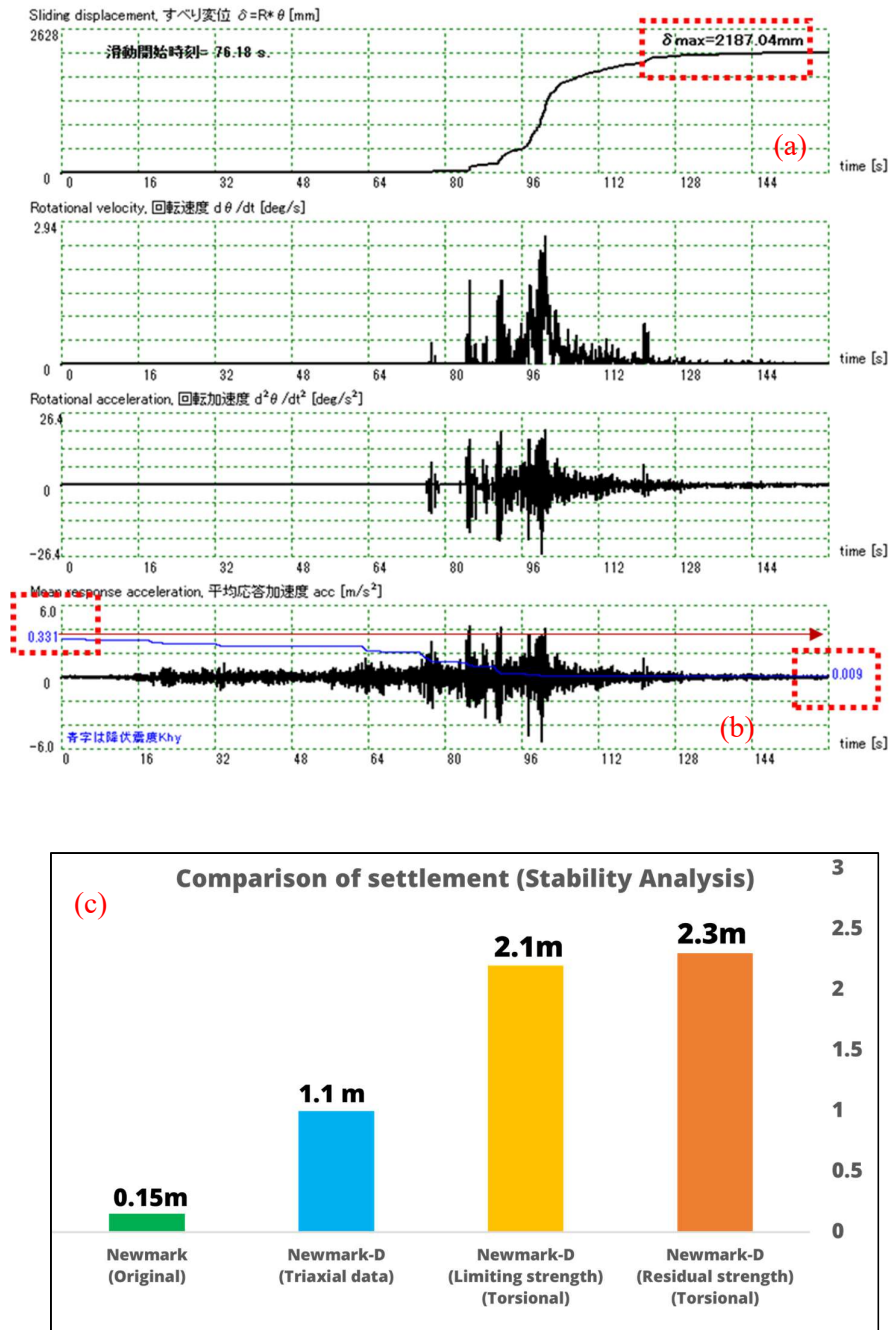 Sliding displacement, すべり変位 δ=R*θ [mm]
2628
滑動開始時刻= 76.18 s.
δmax=2187.04mm
(a)
0
time [s]
0 16 32 48 64 80 96 112 128 144
Rotational velocity, 回転速度 dθ/dt [deg/s]
2.94
0
time [s]
0 16 32 48 64 80 96 112 128 144
Rotational acceleration, 回転加速度 d²θ/dt² [deg/s²]
26.4
0
-26.4
time [s]
0 16 32 48 64 80 96 112 128 144
Mean response acceleration, 平均応答加速度 acc [m/s²]
6.0
0.331
0
0.009
(b)
-6.0
青字は降伏震度Khy
time [s]
0 16 32 48 64 80 96 112 128 144
Comparison of settlement (Stability Analysis)
(c)
3
2.5
2
1.5
1
0.5
0
0.15m
1.1 m
2.1m
2.3m
Newmark
(Original)
Newmark-D
(Triaxial data)
Newmark-D
(Limiting strength)
(Torsional)
Newmark-D
(Residual strength)
(Torsional)